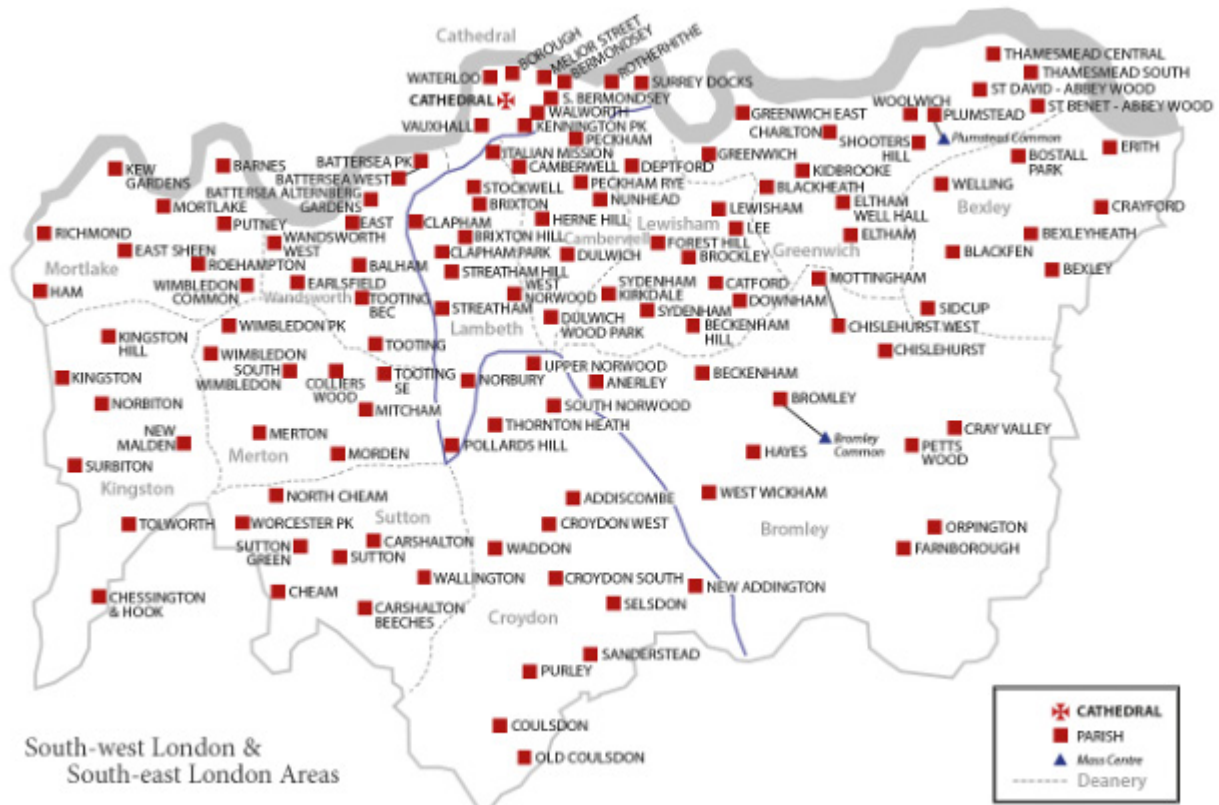 Cathedral
BOROUGH
MELIOR STREET
BERMONDSEY
ROTHERHITHE
WATERLOO
SURREY DOCKS
CATHEDRAL
S. BERMONDSEY
WALWORTH
VAUXHALL
KENNINGTON PK
PECKHAM
THAMESMEAD CENTRAL
THAMESMEAD SOUTH
ST DAVID - ABBEY WOOD
ST BENET - ABBEY WOOD
WOOLWICH
PLUMSTEAD
GREENWICH EAST
CHARLTON
SHOOTERS
HILL
Plumstead Common
BOSTALL
PARK
ERITH
KEW
GARDENS
BARNES
BATTERSEA PK
BATTERSEA WEST
BATTERSEA ALTERNBERG
GARDENS
ITALIAN MISSION
CAMBERWELL
DEPTFORD
GREENWICH
KIDBROOKE
STOCKWELL
PECKHAM RYE
BLACKHEATH
WELLING
Bexley
MORTLAKE
BRIXTON
NUNHEAD
LEWISHAM
ELTHAM
WELL HALL
CRAYFORD
PUTNEY
EAST
CLAPHAM
HERNE HILL
Lewisham
LEE
RICHMOND
WANDSWORTH
WEST
BRIXTON HILL
Camberwell
FOREST HILL
Greenwich
ELTHAM
BEXLEYHEATH
EAST SHEEN
CLAPHAM PARK
DULWICH
BROCKLEY
BLACKFEN
Mortlake
ROEHAMPTON
BALHAM
STREATHAM HILL
BEXLEY
HAM
WIMBLEDON
COMMON
EARLSFIELD
Wandsworth
TOOTING
BEC
WEST
NORWOOD
SYDENHAM
KIRKDALE
CATFORD
MOTTINGHAM
DOWNHAM
STREATHAM
Lambeth
DULWICH
WOOD PARK
SYDENHAM
BECKENHAM
HILL
SIDCUP
CHISLEHURST WEST
KINGSTON
HILL
WIMBLEDON PK
TOOTING
CHISLEHURST
WIMBLEDON
SOUTH
WIMBLEDON
COLLIERS
WOOD
TOOTING
SE
NORBURY
UPPER NORWOOD
ANERLEY
BECKENHAM
KINGSTON
NORBITON
MITCHAM
SOUTH NORWOOD
BROMLEY
THORNTON HEATH
CRAY VALLEY
NEW
MALDEN
MERTON
Merton
MORDEN
POLLARDS HILL
HAYES
Bromley
Common
PETTS
WOOD
SURBITON
Kingston
NORTH CHEAM
ADDISCOMBE
WEST WICKHAM
TOLWORTH
WORCESTER PK
Sutton
CROYDON WEST
Bromley
ORPINGTON
SUTTON
GREEN
CARSHALTON
SUTTON
WADDON
FARNBOROUGH
WALLINGTON
CROYDON SOUTH
NEW ADDINGTON
CHESSINGTON
& HOOK
CHEAM
CARSHALTON
BEECHES
Croydon
SELSDON
SANDERSTEAD
PURLEY
COULSDON
OLD COULSDON
South-west London &
South-east London Areas
CATHEDRAL
PARISH
Mass Centre
Deanery